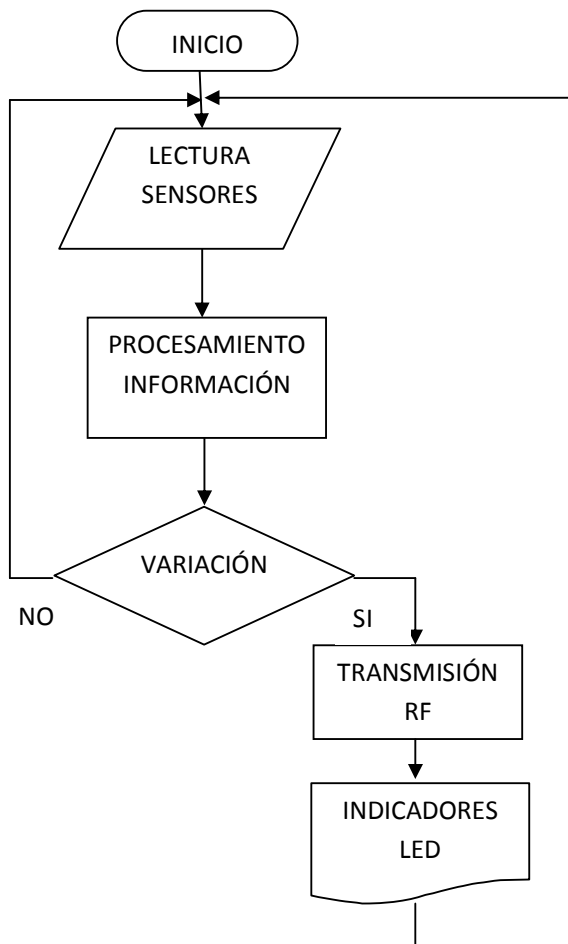 INICIO
LECTURA
SENSORES
PROCESAMIENTO
INFORMACIÓN
VARIACIÓN
NO
SI
TRANSMISIÓN
RF
INDICADORES
LED